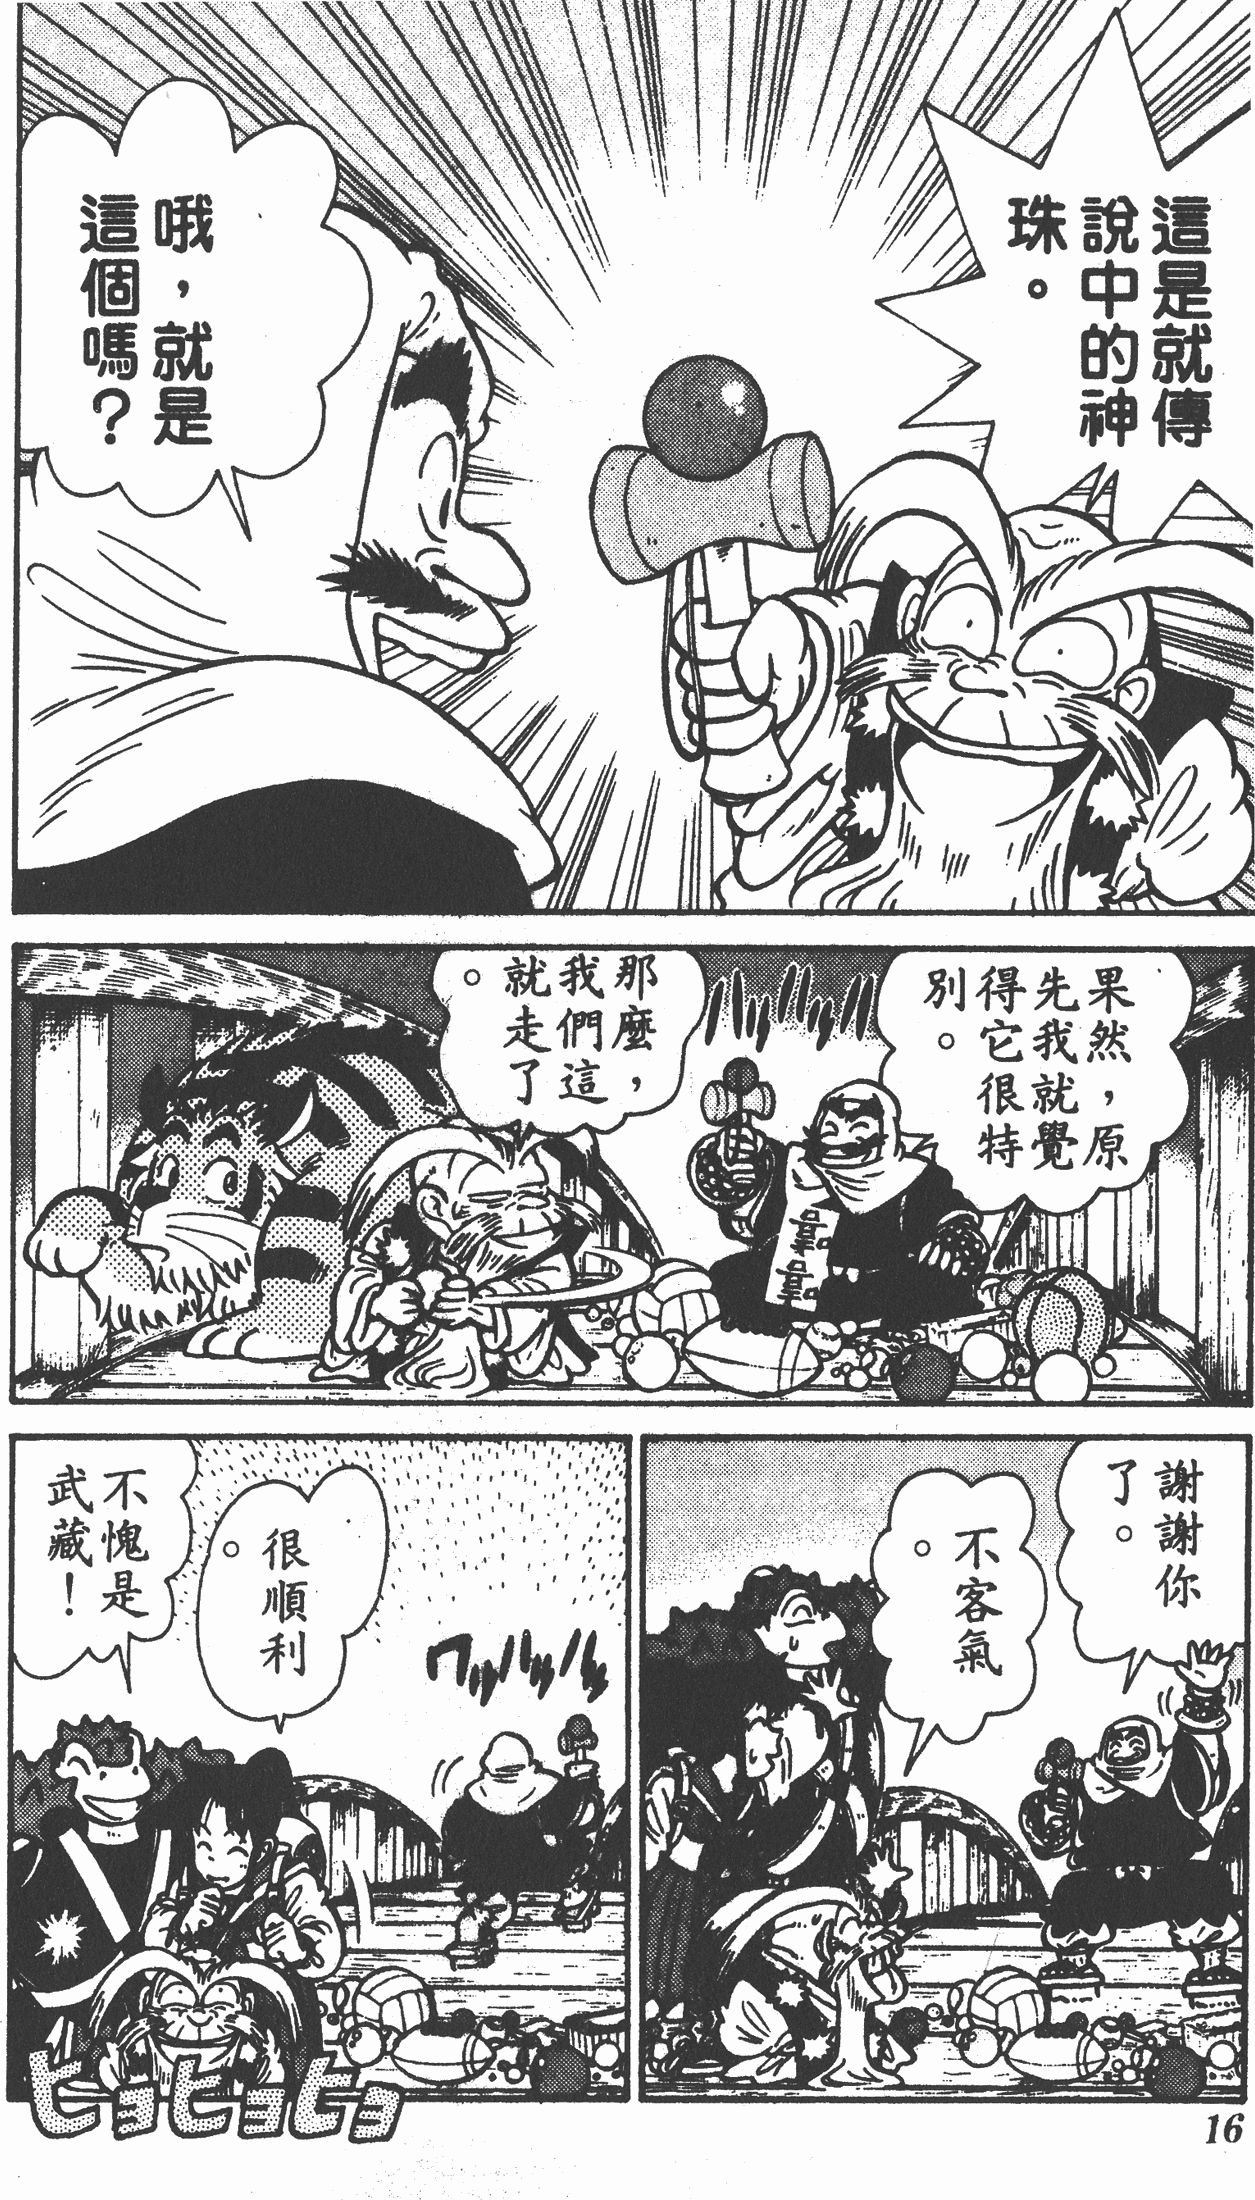 這是就傳
說中的神
珠。
哦，就是
這個嗎？
果然，原
先我就覺
得它很特
別。
那麼，
我們這
就走了
。
謝謝你
了。
不客氣
。
很順利
。
不愧是
武藏！
ヒョヒョヒョ
16